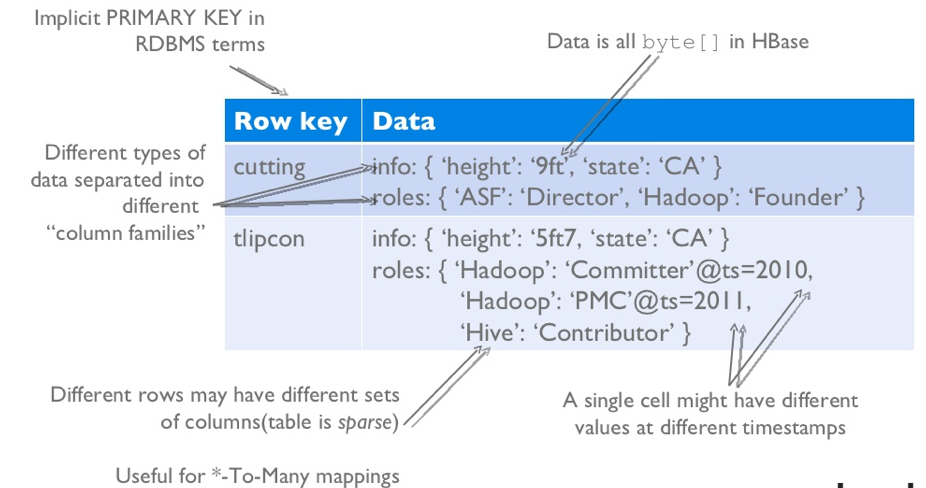 Implicit PRIMARY KEY in
RDBMS terms
Data is all byte[] in HBase
Row key Data
Different types of
data separated into
different
“column families”
cutting
info: { ‘height’: ‘9ft’, ‘state’: ‘CA’ }
roles: { ‘ASF’: ‘Director’, ‘Hadoop’: ‘Founder’ }
tlipcon
info: { ‘height’: ‘5ft7, ‘state’: ‘CA’ }
roles: { ‘Hadoop’: ‘Committer’@ts=2010,
‘Hadoop’: ‘PMC’@ts=2011,
‘Hive’: ‘Contributor’ }
Different rows may have different sets
of columns(table is sparse)
Useful for *-To-Many mappings
A single cell might have different
values at different timestamps